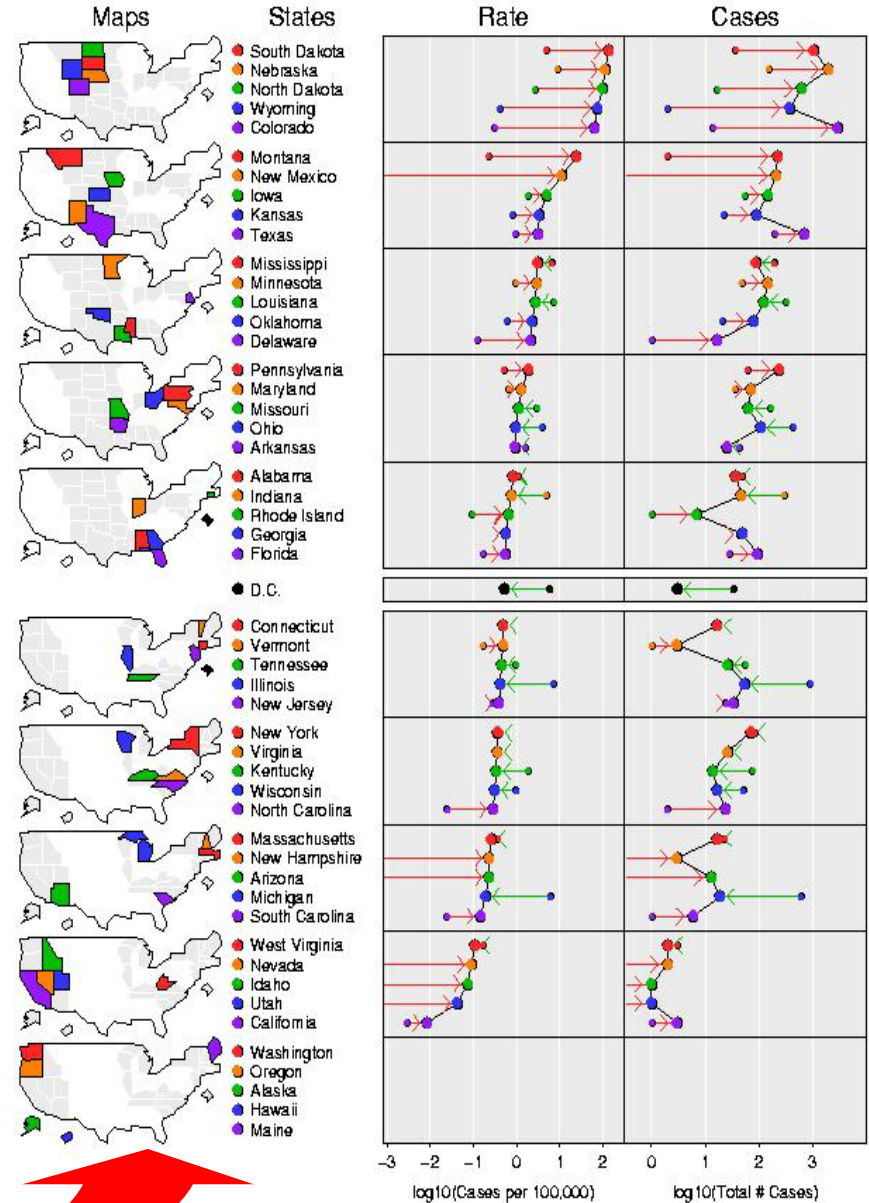 Maps States Rate Cases
South Dakota
Nebraska
North Dakota
Wyoming
Colorado
Montana
New Mexico
Iowa
Kansas
Texas
Mississippi
Minnesota
Louisiana
Oklahoma
Delaware
Pennsylvania
Maryland
Missouri
Ohio
Arkansas
Alabama
Indiana
Rhode Island
Georgia
Florida
D.C.
Connecticut
Vermont
Tennessee
Illinois
New Jersey
New York
Virginia
Kentucky
Wisconsin
North Carolina
Massachusetts
New Hampshire
Arizona
Michigan
South Carolina
West Virginia
Nevada
Idaho
Utah
California
Washington
Oregon
Alaska
Hawaii
Maine
−3 −2 −1 0 1 2 0 1 2 3
log10(Cases per 100,000) log10(Total # Cases)